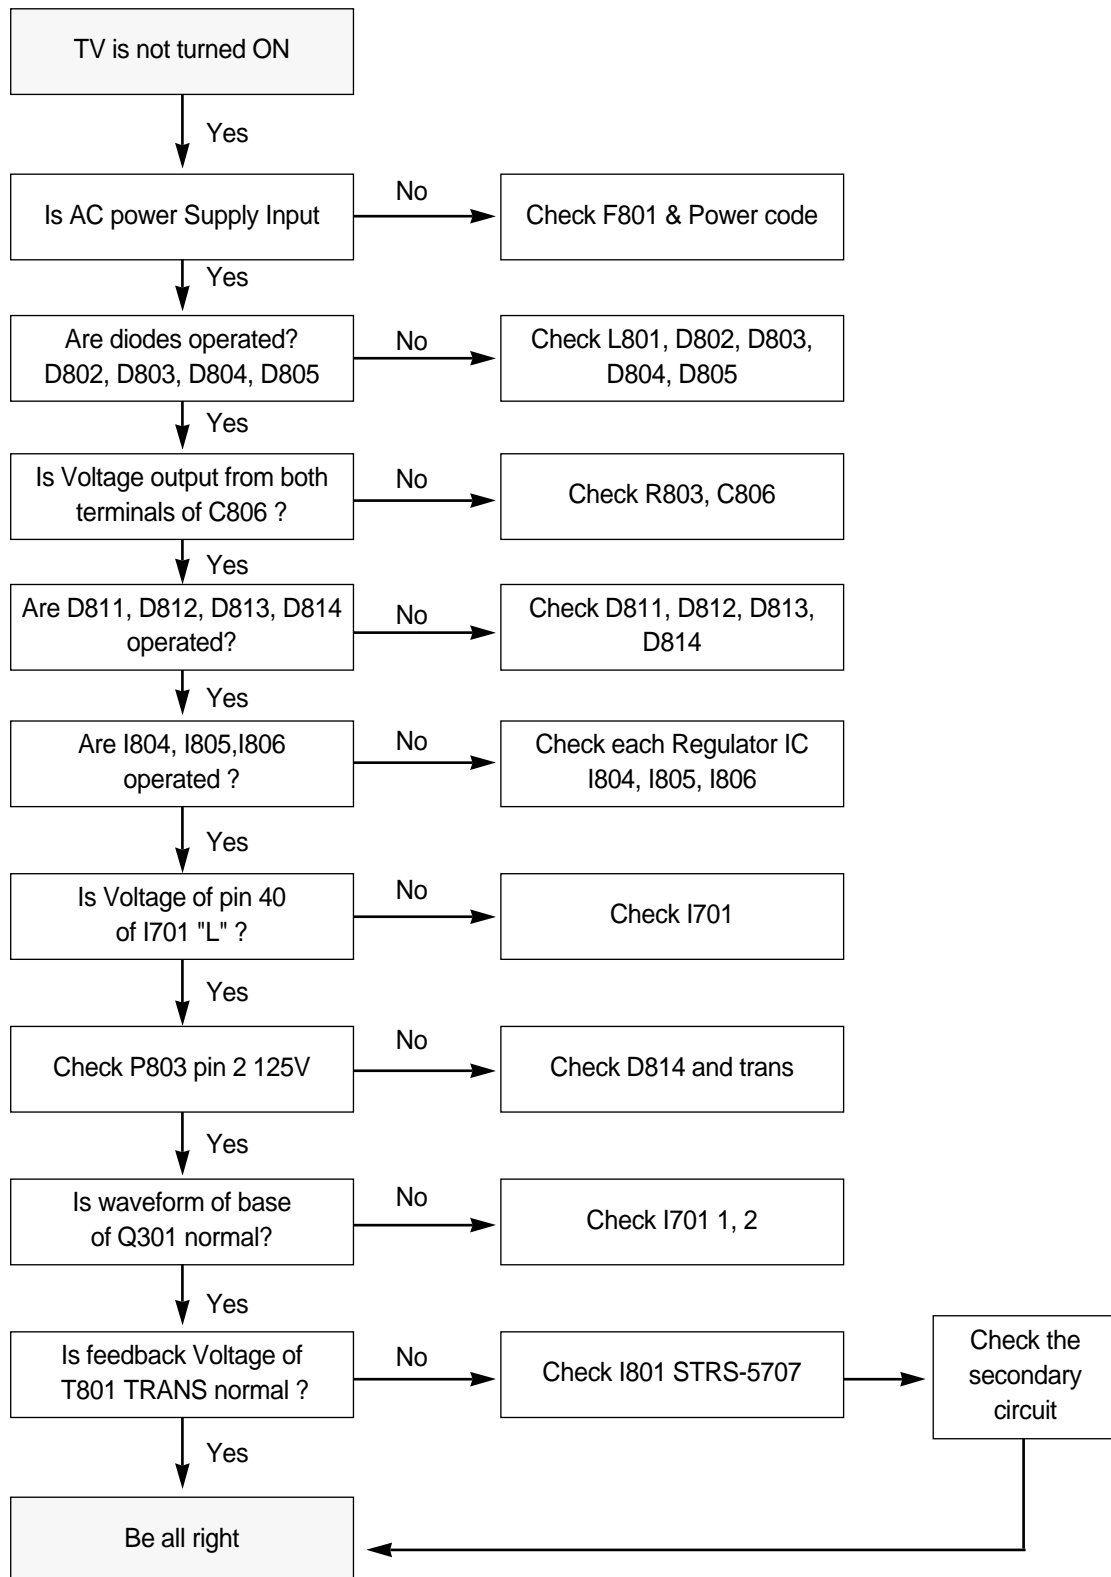 TV is not turned ON
Yes
Is AC power Supply Input
No
Check F801 & Power code
Yes
Are diodes operated?
D802, D803, D804, D805
No
Check L801, D802, D803,
D804, D805
Yes
Is Voltage output from both
terminals of C806 ?
No
Check R803, C806
Yes
Are D811, D812, D813, D814
operated?
No
Check D811, D812, D813,
D814
Yes
Are I804, I805,I806
operated ?
No
Check each Regulator IC
I804, I805, I806
Yes
Is Voltage of pin 40
of I701 "L" ?
No
Check I701
Yes
Check P803 pin 2 125V
No
Check D814 and trans
Yes
Is waveform of base
of Q301 normal?
No
Check I701 1, 2
Yes
Is feedback Voltage of
T801 TRANS normal ?
No
Check I801 STRS-5707
Check the
secondary
circuit
Yes
Be all right